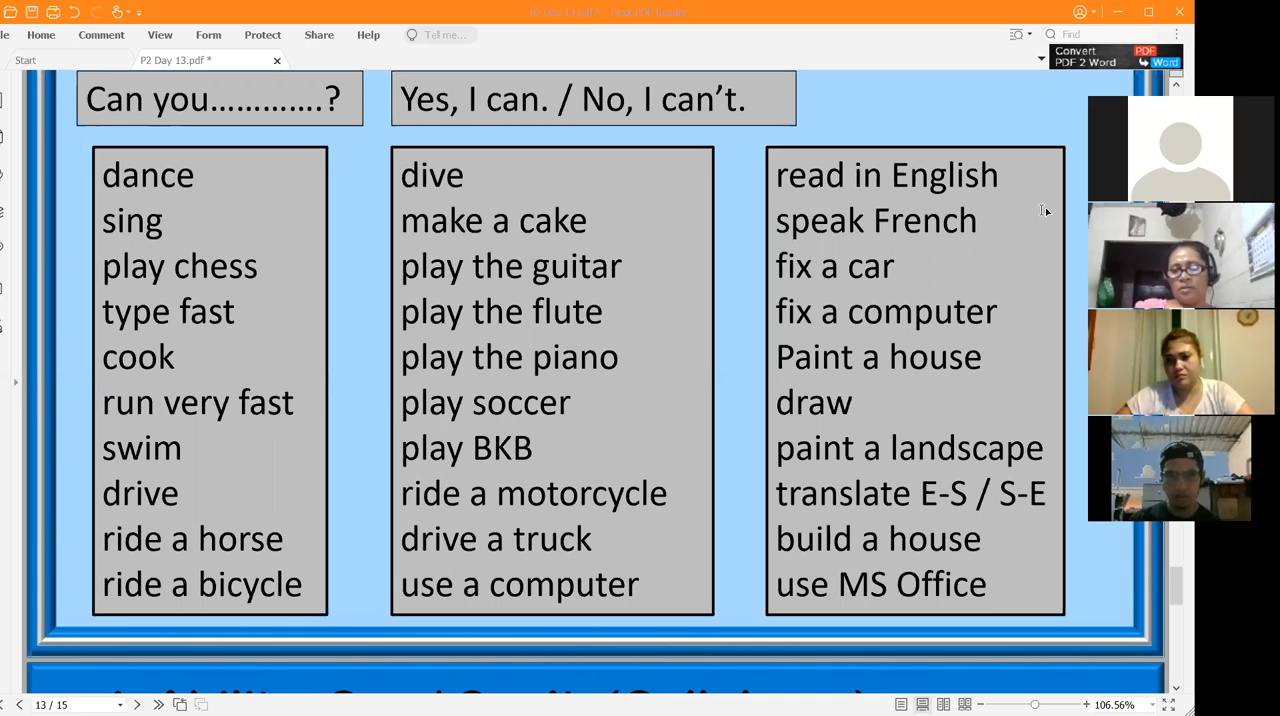 Home Comment View Form Protect Share Help Tell me... Find
Start P2 Day 13.pdf * Convert PDF
PDF 2 Word Word
Can you.............? Yes, I can. / No, I can’t.
dance
sing
play chess
type fast
cook
run very fast
swim
drive
ride a horse
ride a bicycle
dive
make a cake
play the guitar
play the flute
play the piano
play soccer
play BKB
ride a motorcycle
drive a truck
use a computer
read in English
speak French
fix a car
fix a computer
Paint a house
draw
paint a landscape
translate E-S / S-E
build a house
use MS Office
13 / 15 106.56%